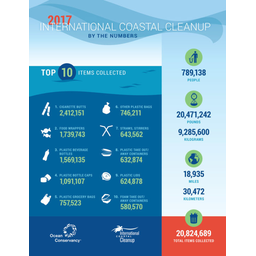 2017
INTERNATIONAL COASTAL CLEANUP
BY THE NUMBERS
TOP 10 ITEMS COLLECTED
1. CIGARETTE BUTTS
2,412,151
2. FOOD WRAPPERS
1,739,743
3. PLASTIC BEVERAGE
BOTTLES
1,569,135
4. PLASTIC BOTTLE CAPS
1,091,107
5. PLASTIC GROCERY BAGS
757,523
6. OTHER PLASTIC BAGS
746,211
7. STRAWS, STIRRERS
643,562
8. PLASTIC TAKE OUT/
AWAY CONTAINERS
632,874
9. PLASTIC LIDS
624,878
10. FOAM TAKE OUT/
AWAY CONTAINERS
580,570
789,138
PEOPLE
20,471,242
POUNDS
9,285,600
KILOGRAMS
18,935
MILES
30,472
KILOMETERS
20,824,689
TOTAL ITEMS COLLECTED
Ocean
Conservancy
International
COASTAL
Cleanup